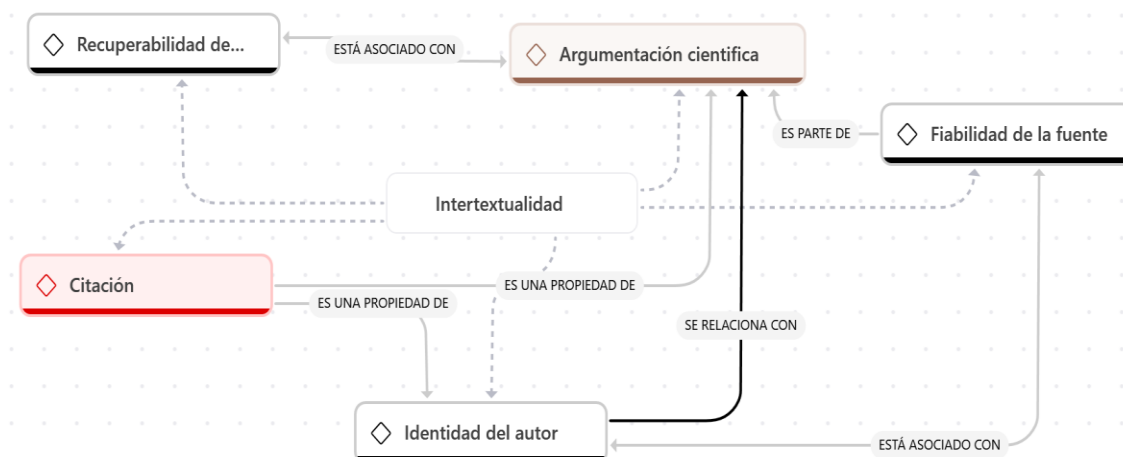 Recuperabilidad de...
ESTÁ ASOCIADO CON
Argumentación cientifica
ES PARTE DE
Fiabilidad de la fuente
Intertextualidad
Citación
ES UNA PROPIEDAD DE
ES UNA PROPIEDAD DE
SE RELACIONA CON
Identidad del autor
ESTÁ ASOCIADO CON